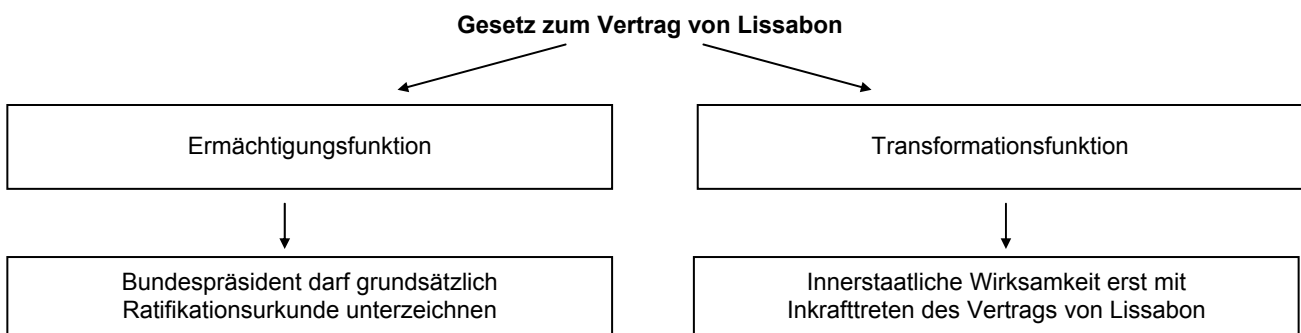 Gesetz zum Vertrag von Lissabon
Ermächtigungsfunktion
Transformationsfunktion
Bundespräsident darf grundsätzlich
Ratifikationsurkunde unterzeichnen
Innerstaatliche Wirksamkeit erst mit
Inkrafttreten des Vertrags von Lissabon